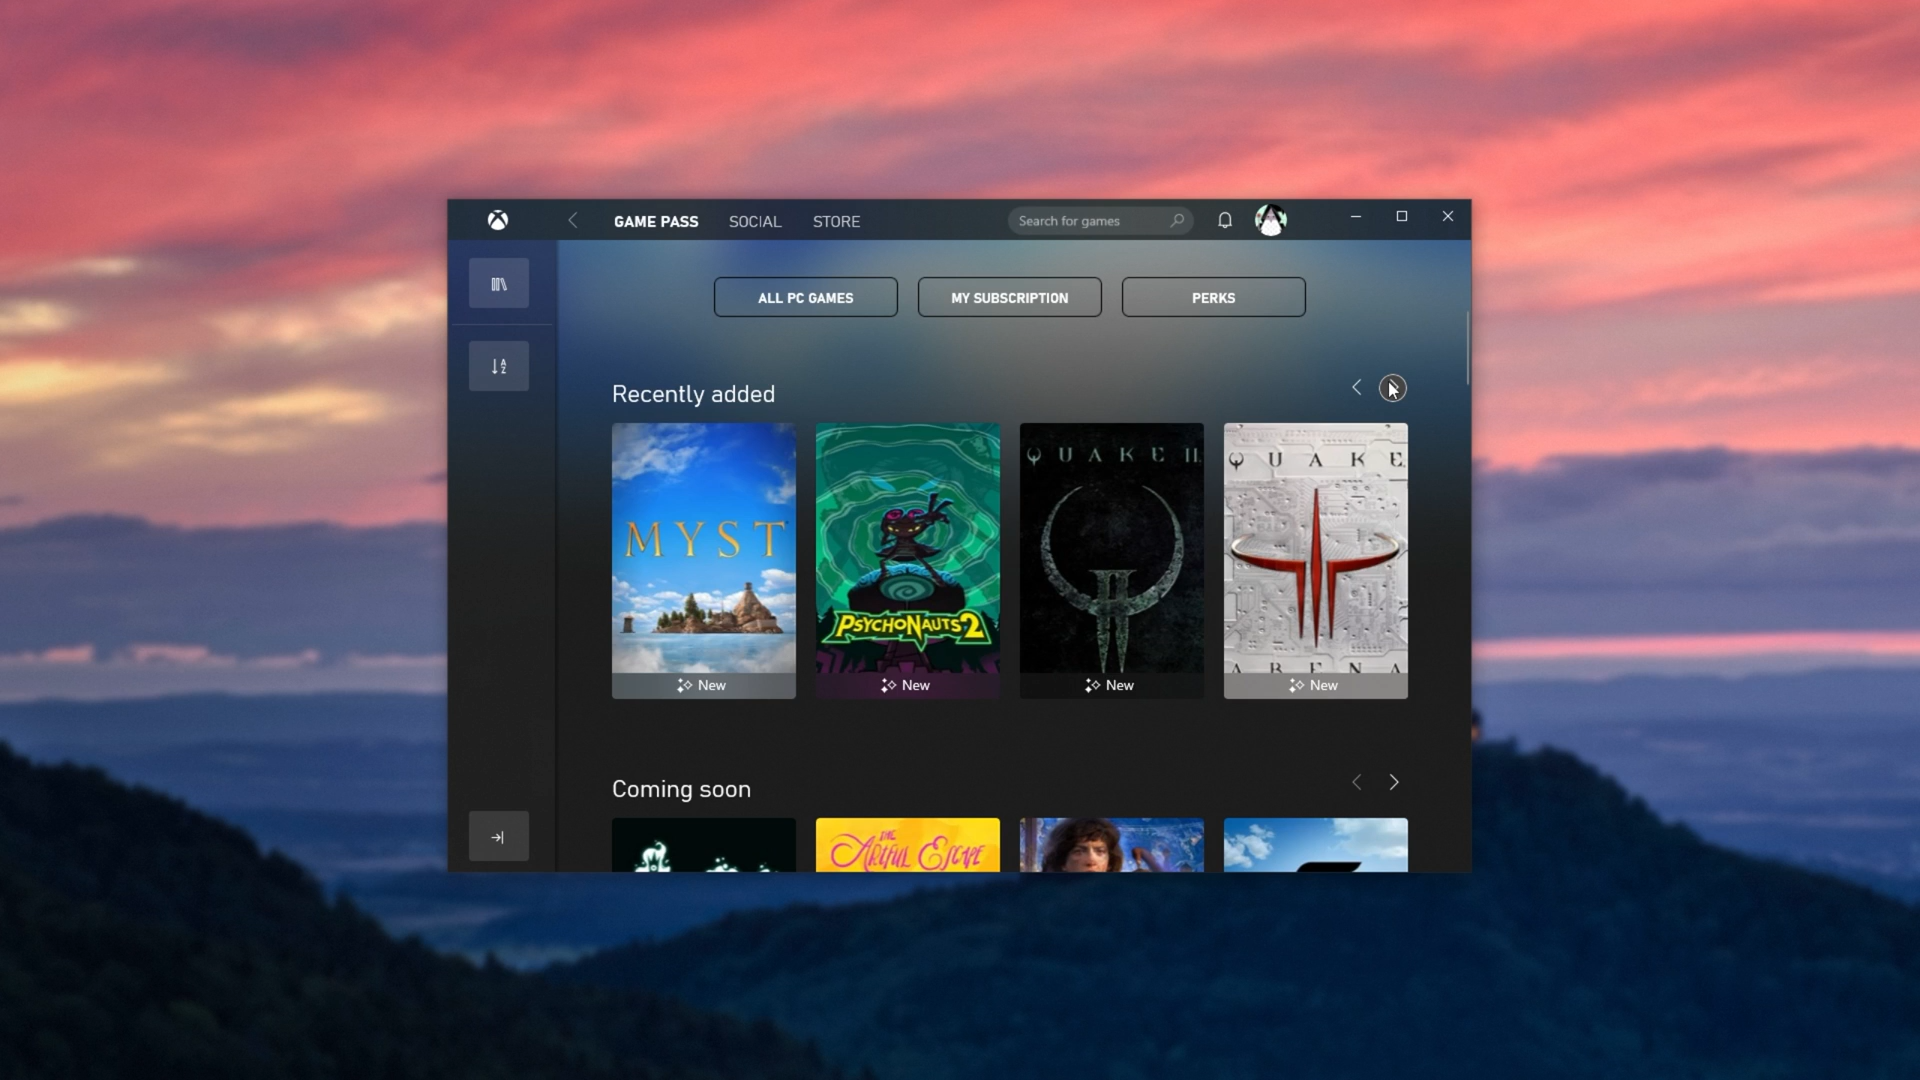 GAME PASS SOCIAL STORE Search for games
ALL PC GAMES MY SUBSCRIPTION PERKS
A
Z
Recently added
MYST
PSYCHONAUTS 2
QUAKE II
QUAKE
III
ARENA
New New New New
Coming soon
THE
ARTFUL ESCAPE